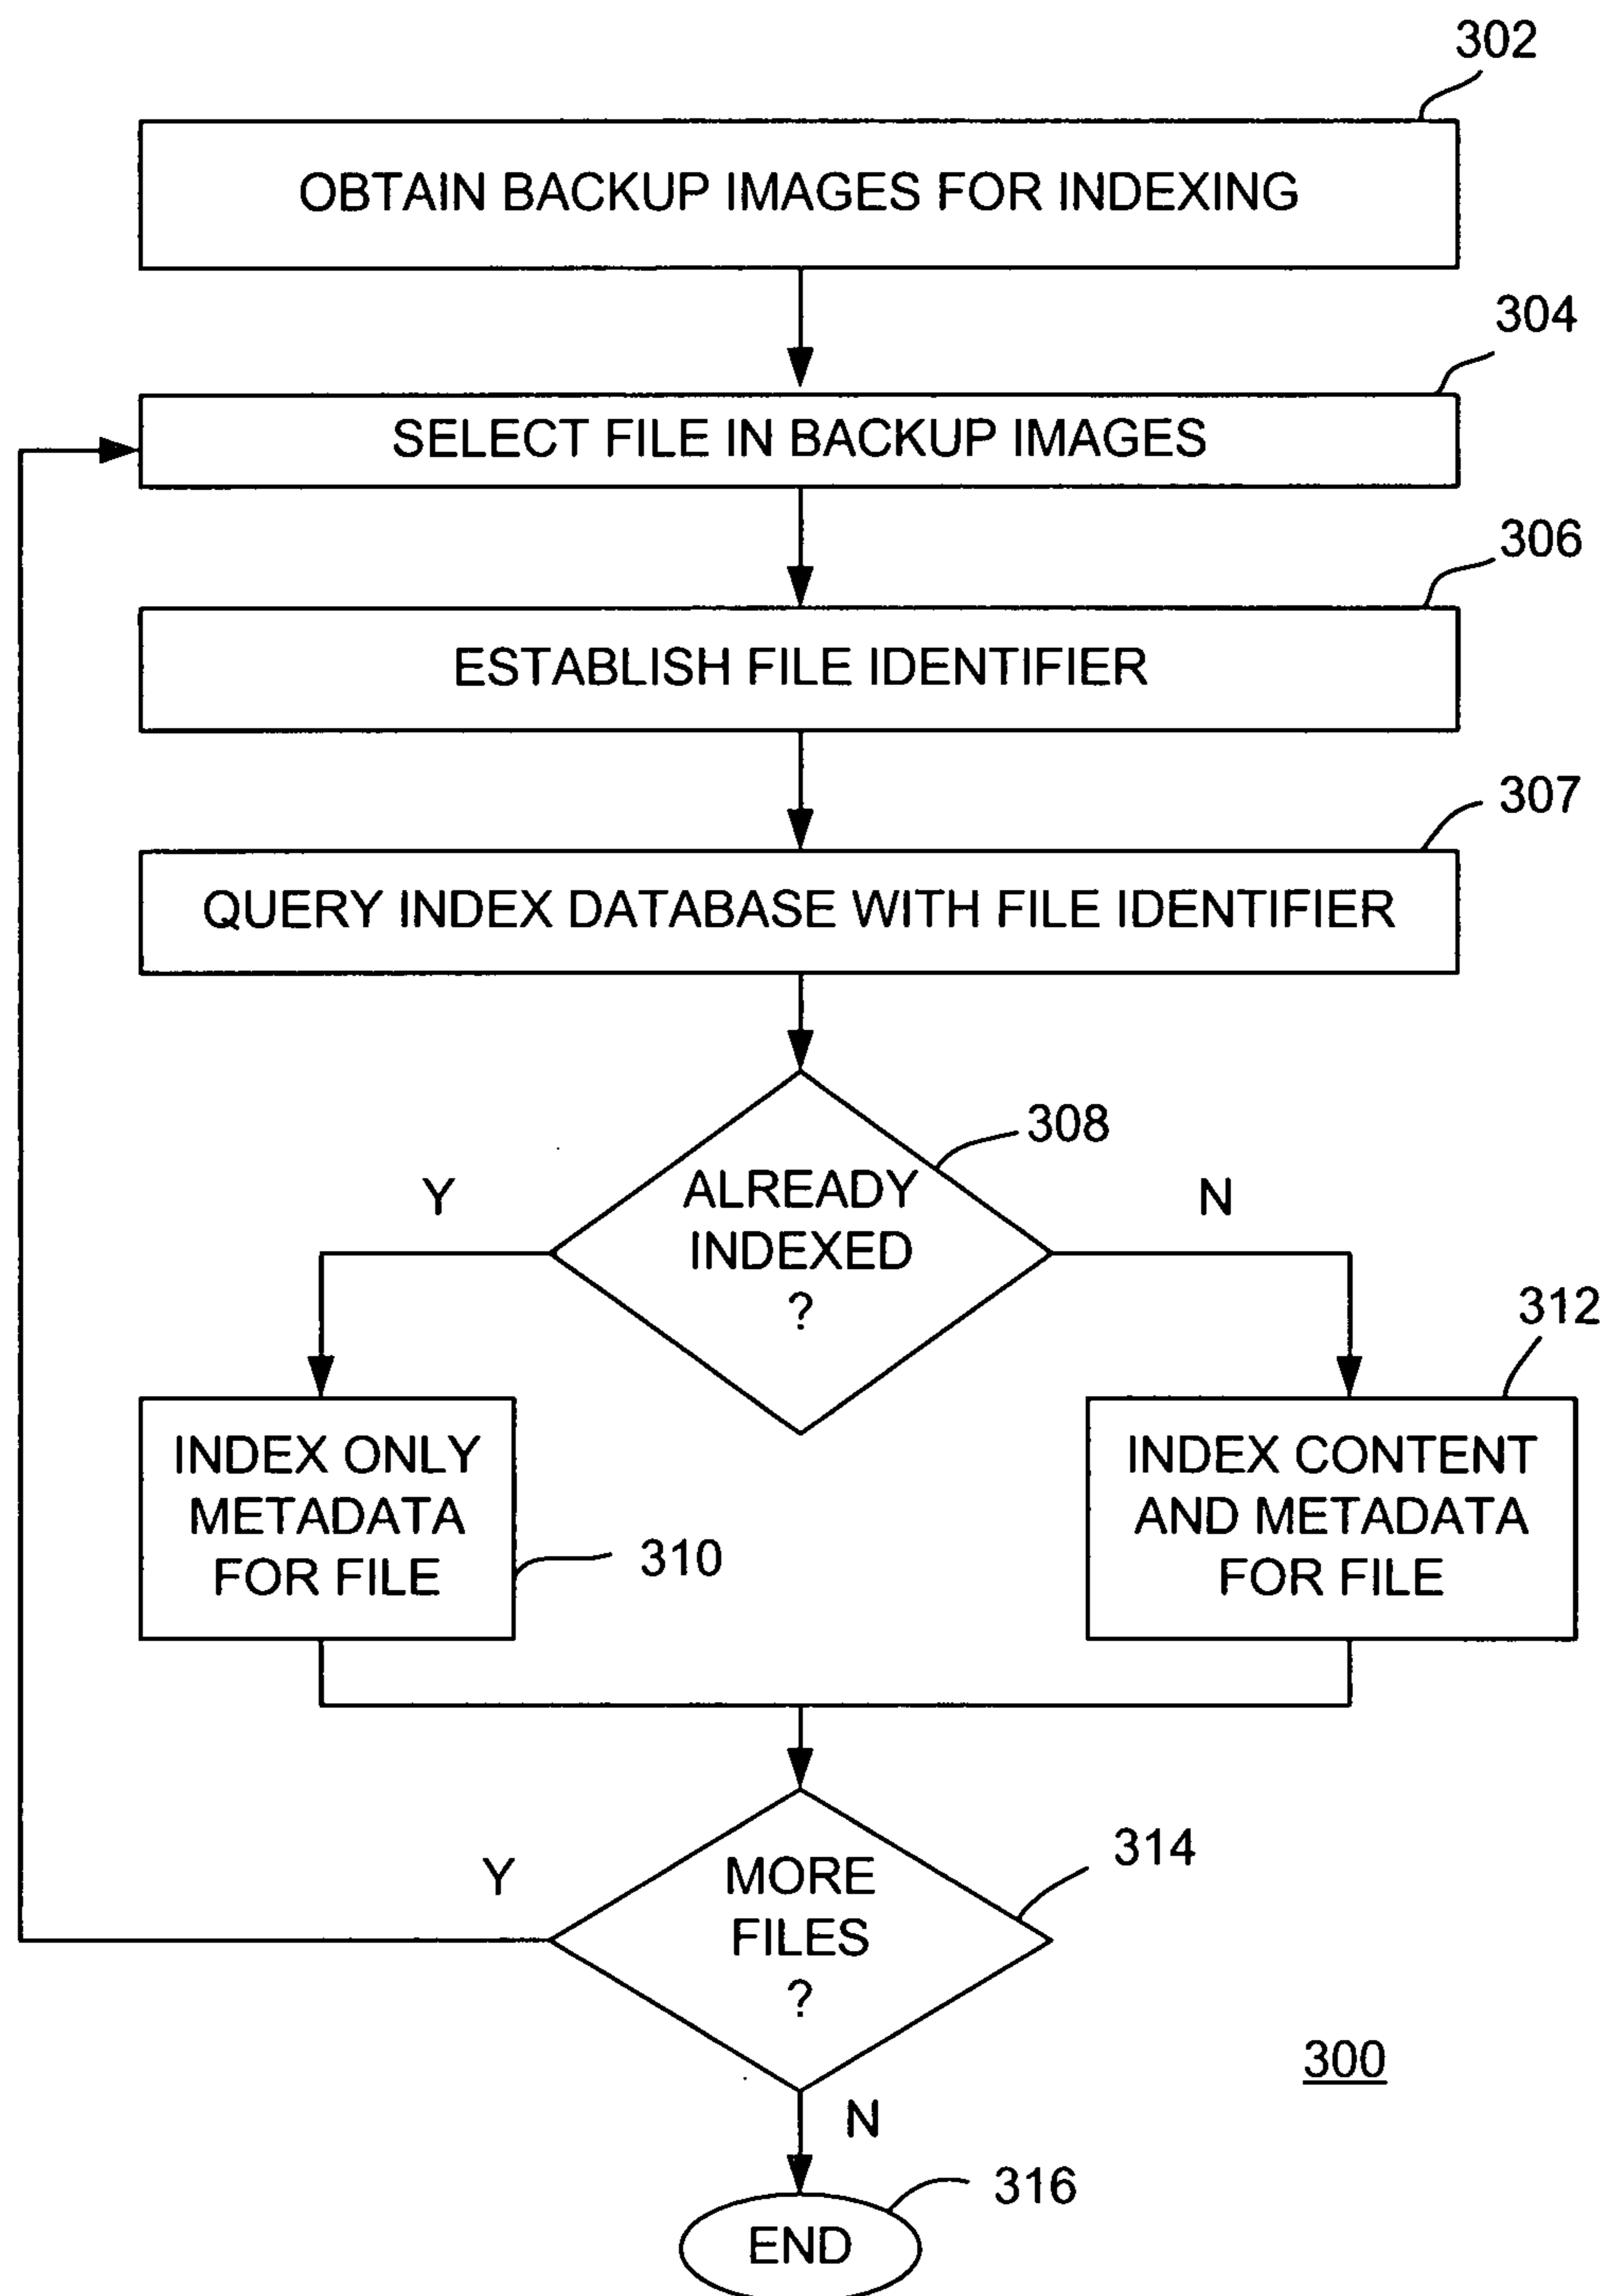 302
OBTAIN BACKUP IMAGES FOR INDEXING
304
SELECT FILE IN BACKUP IMAGES
306
ESTABLISH FILE IDENTIFIER
307
QUERY INDEX DATABASE WITH FILE IDENTIFIER
308
Y
ALREADY
INDEXED
?
N
312
INDEX ONLY
METADATA
FOR FILE
310
INDEX CONTENT
AND METADATA
FOR FILE
314
Y
MORE
FILES
?
300
N
316
END